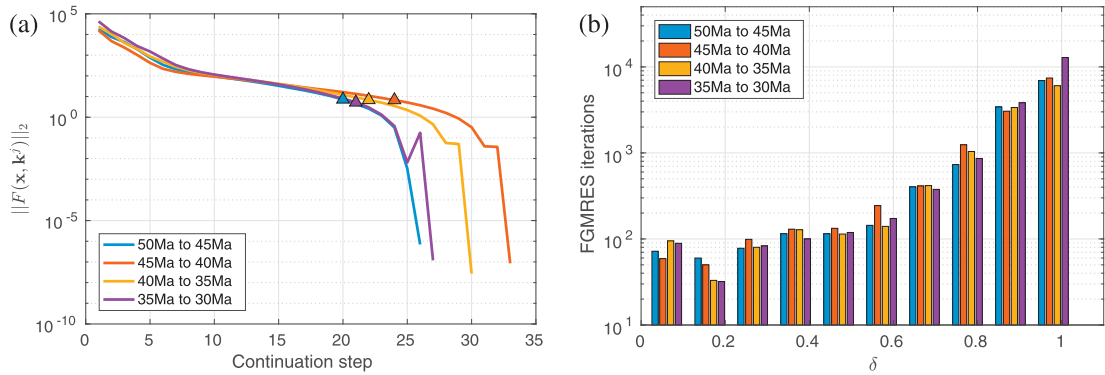 (a)
10^5
10^0
10^-5
10^-10
||F(x, k^j)||_2
0 5 10 15 20 25 30 35
Continuation step
50Ma to 45Ma
45Ma to 40Ma
40Ma to 35Ma
35Ma to 30Ma
(b)
10^4
10^3
10^2
10^1
FGMRES iterations
0 0.2 0.4 0.6 0.8 1
δ
50Ma to 45Ma
45Ma to 40Ma
40Ma to 35Ma
35Ma to 30Ma